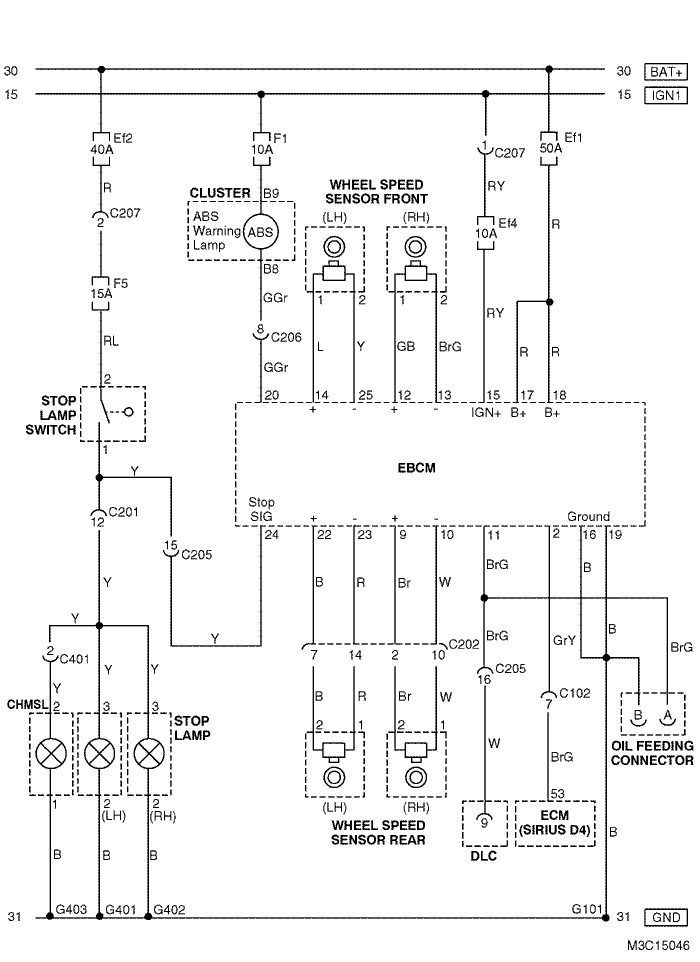 30 30 BAT+
15 15 IGN1
Ef2 F1 Ef1
40A 10A 1 C207 50A
R B9 RY R
C207
2
CLUSTER
ABS
Warning
Lamp
ABS
B8
WHEEL SPEED
SENSOR FRONT
(LH) (RH)
1 2 1 2
Ef4
10A
F5
15A
GGr
8
C206
GGr
RL
L Y GB BrG RY R R
2
STOP
LAMP
SWITCH
1
20 14 25 12 13 15 17 18
+ - + - IGN+ B+ B+
EBCM
Stop
SIG + - + - Ground
24 22 23 9 10 11 2 16 19
Y
C201
12
15
C205
BrG B
Y B R Br W
BrG GrY B BrG
Y Y
C202
7 14 2 10
2
C401
Y Y Y
C205
16
C102
7
B R Br W
CHMSL 2 3 3
STOP
LAMP
2 1 2 1
W BrG
B A
OIL FEEDING
CONNECTOR
1 2 2
(LH) (RH)
(LH) (RH)
WHEEL SPEED
SENSOR REAR
9
DLC
53
ECM
(SIRIUS D4)
B
B B B
31 G403 G401 G402 G101 31 GND
M3C15046